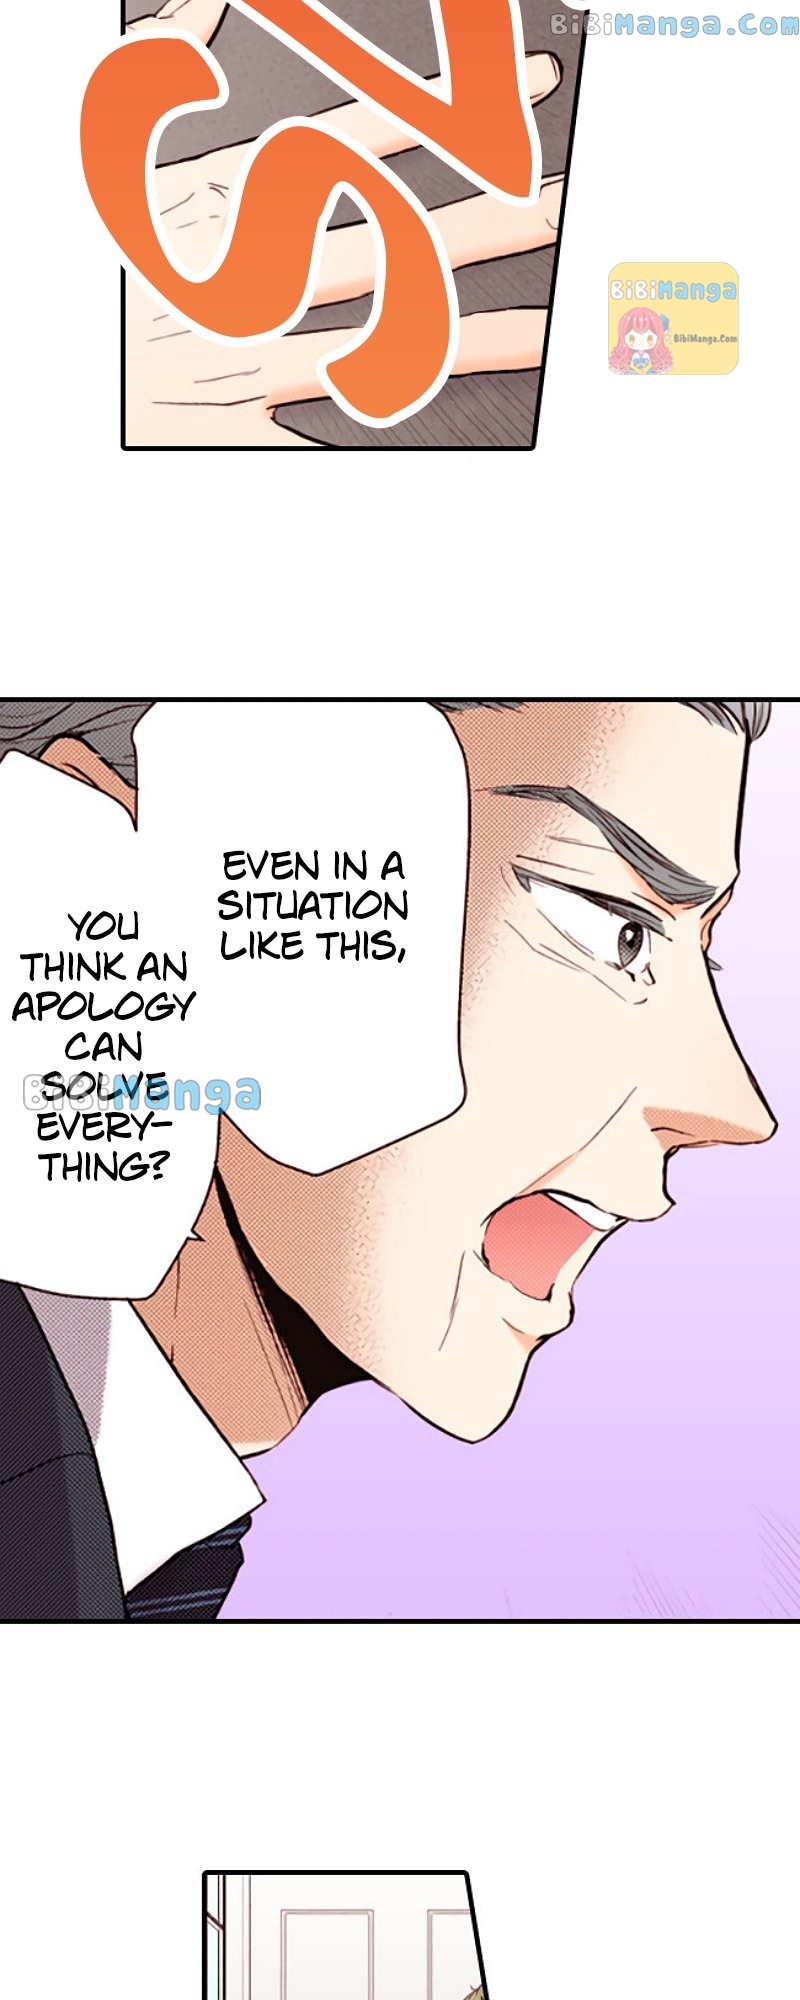 BiBiManga.Com
BiBiManga
BibiManga.Com
EVEN IN A
SITUATION
LIKE THIS,
YOU
THINK AN
APOLOGY
CAN
SOLVE
EVERY-
THING?
BiBiManga